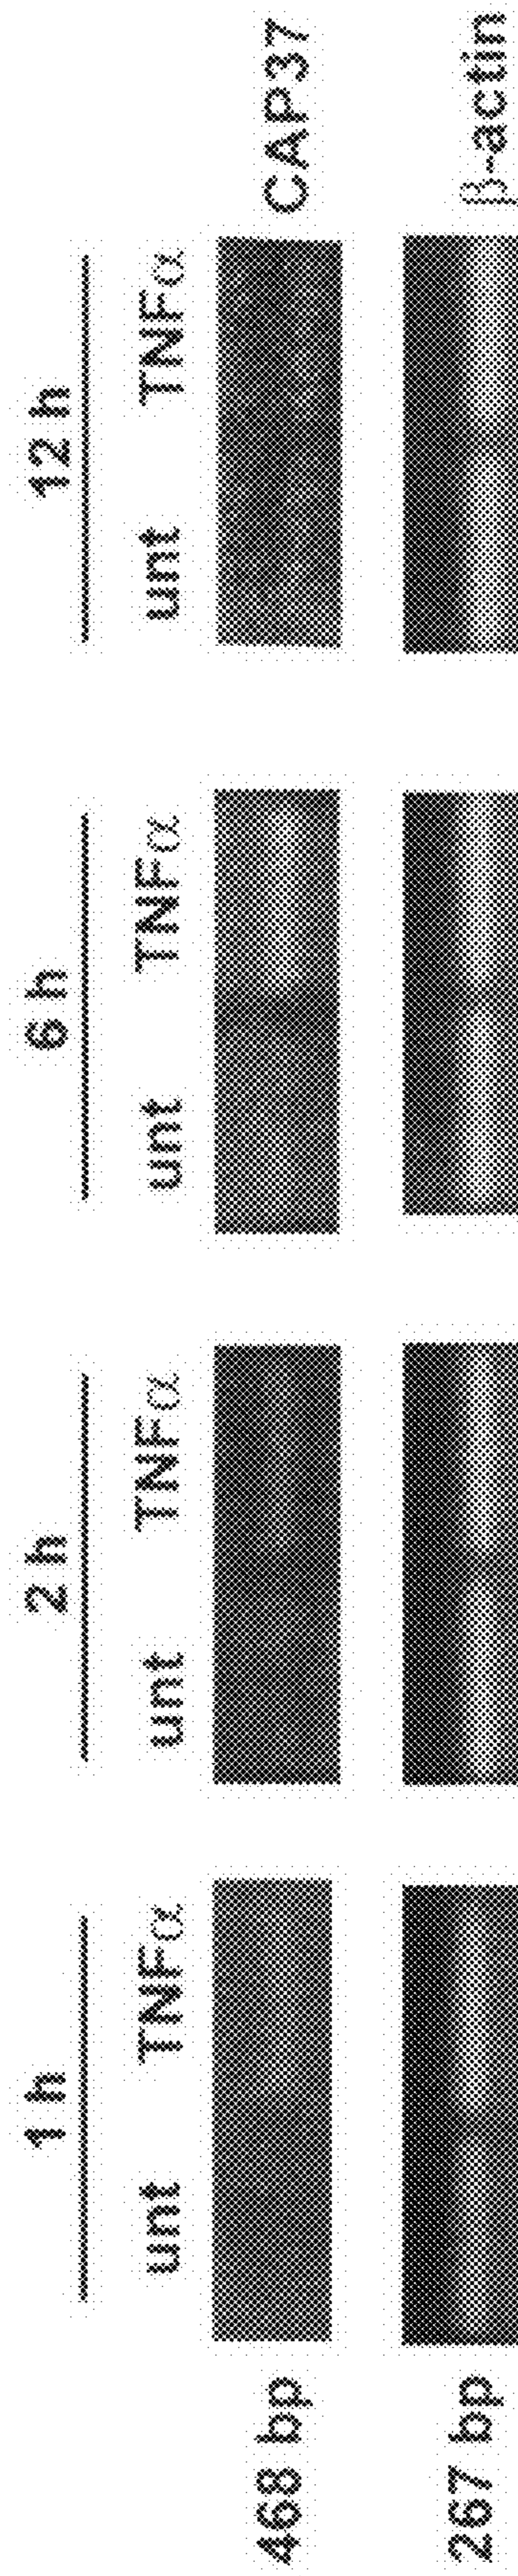 1 h 2 h 6 h 12 h
unt TNFα unt TNFα unt TNFα unt TNFα
468 bp CAP37
267 bp β-actin